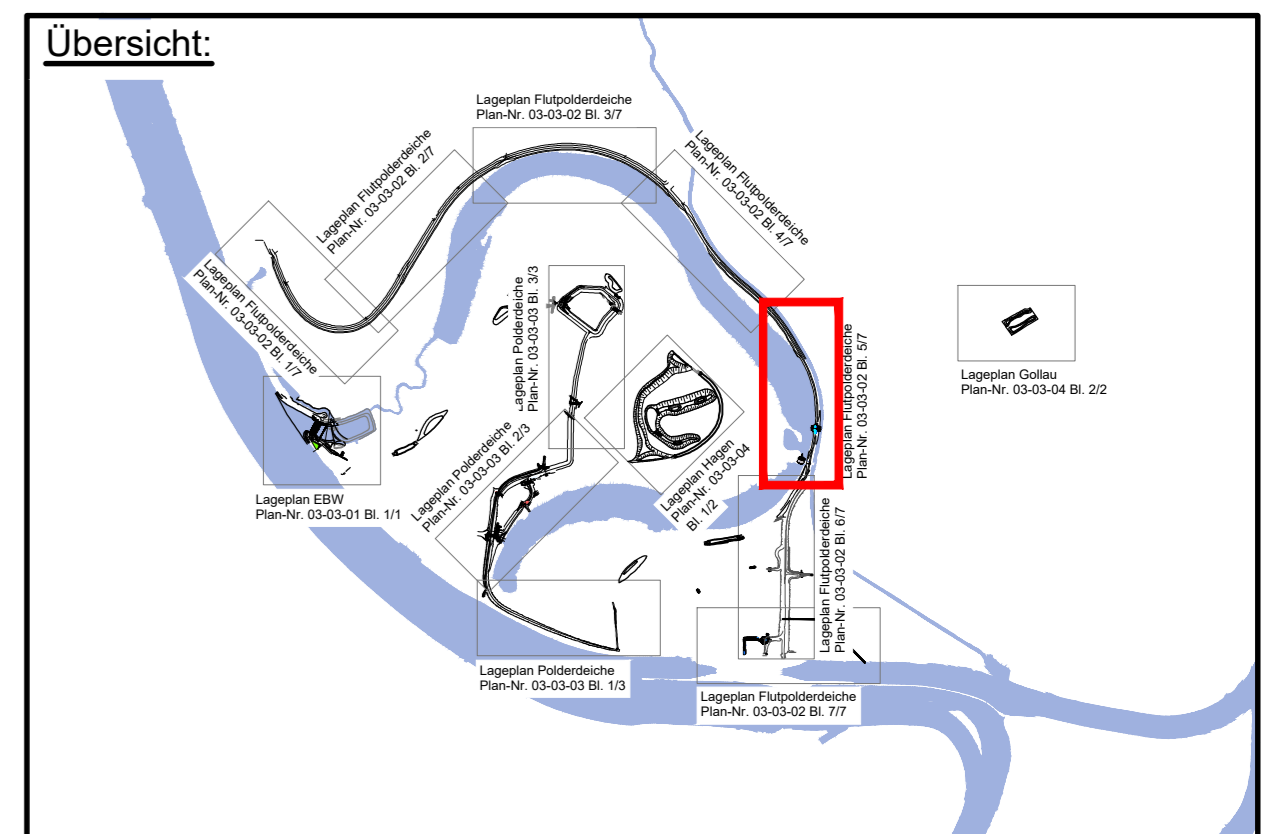 Übersicht:
Lageplan Flutpolderdeiche
Plan-Nr. 03-03-02 Bl. 3/7
Lageplan Flutpolderdeiche
Plan-Nr. 03-03-02 Bl. 2/7
Lageplan Flutpolderdeiche
Plan-Nr. 03-03-02 Bl. 4/7
Lageplan Flutpolderdeiche
Plan-Nr. 03-03-02 Bl. 1/7
Lageplan Polderdeiche
Plan-Nr. 03-03-03 Bl. 3/3
Lageplan Flutpolderdeiche
Plan-Nr. 03-03-02 Bl. 5/7
Lageplan Gollau
Plan-Nr. 03-03-04 Bl. 2/2
Lageplan Polderdeiche
Plan-Nr. 03-03-03 Bl. 2/3
Lageplan Hagen
Plan-Nr. 03-03-04
Bl. 1/2
Lageplan EBW
Plan-Nr. 03-03-01 Bl. 1/1
Lageplan Flutpolderdeiche
Plan-Nr. 03-03-02 Bl. 6/7
Lageplan Polderdeiche
Plan-Nr. 03-03-03 Bl. 1/3
Lageplan Flutpolderdeiche
Plan-Nr. 03-03-02 Bl. 7/7